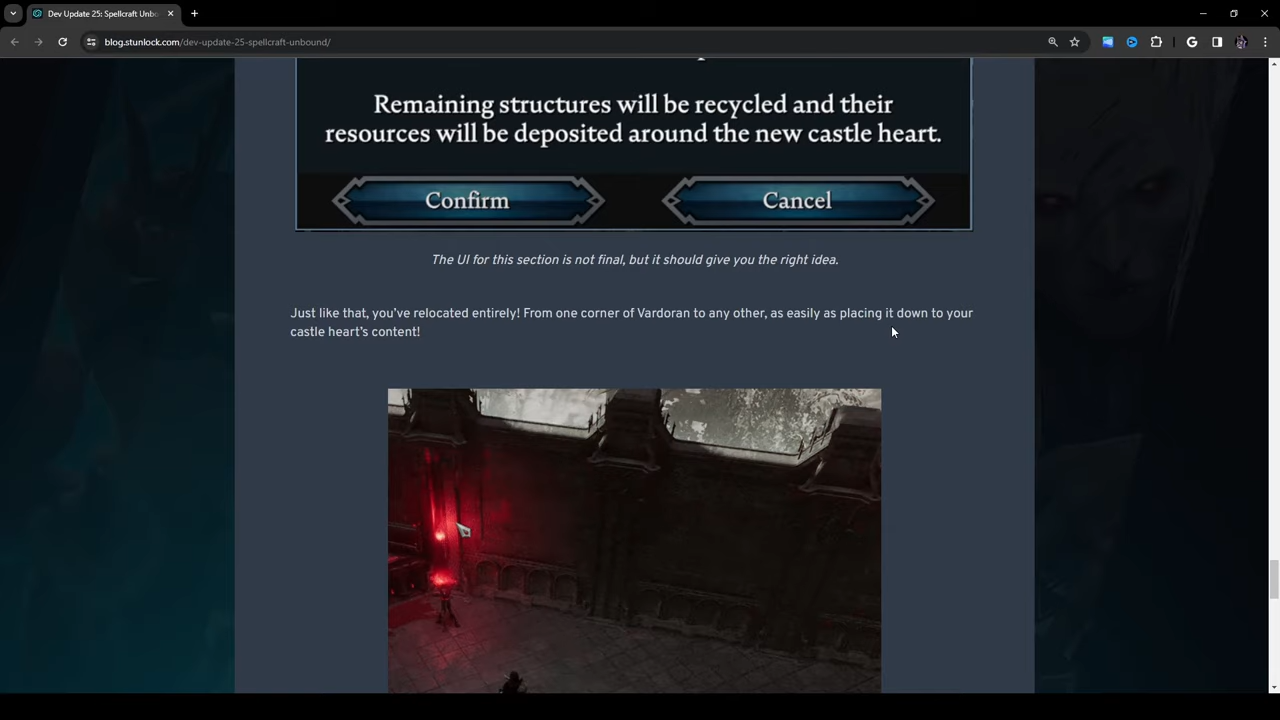 Dev Update 25: Spellcraft Unbo
blog.stunlock.com/dev-update-25-spellcraft-unbound/
Remaining structures will be recycled and their
resources will be deposited around the new castle heart.
Confirm
Cancel
The UI for this section is not final, but it should give you the right idea.
Just like that, you’ve relocated entirely! From one corner of Vardoran to any other, as easily as placing it down to your
castle heart’s content!